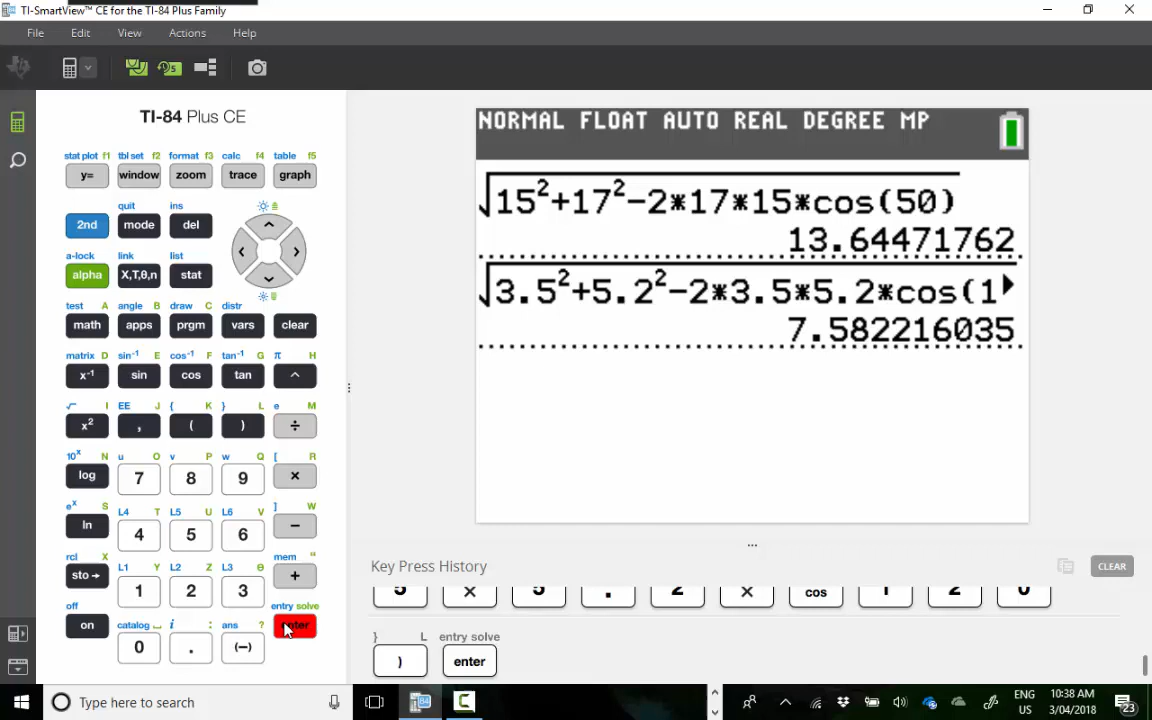 TI-SmartView™ CE for the TI-84 Plus Family
File Edit View Actions Help
TI-84 Plus CE
stat plot f1 tbl set f2 format f3 calc f4 table f5
y= window zoom trace graph
quit ins
2nd mode del
a-lock link list
alpha X,T,θ,n stat
test A angle B draw C distr
math apps prgm vars clear
matrix D sin⁻¹ E cos⁻¹ F tan⁻¹ G π H
x⁻¹ sin cos tan ^
√ I EE J { K } L e M
x² , ( ) ÷
10ˣ N u O v P w Q [ R
log 7 8 9 ×
eˣ S L4 T L5 U L6 V ] W
ln 4 5 6 −
rcl X L1 Y L2 Z L3 θ mem "
sto→ 1 2 3 +
off catalog ⎵ i : ans ? entry solve
on 0 . (−) enter
NORMAL FLOAT AUTO REAL DEGREE MP
√15²+17²-2*17*15*cos(50)
13.64471762
√3.5²+5.2²-2*3.5*5.2*cos(1
7.582216035
Key Press History
CLEAR
5 × 5 . 2 × cos 1 2 0
} L entry solve
) enter
Type here to search
ENG
US
10:38 AM
3/04/2018
23